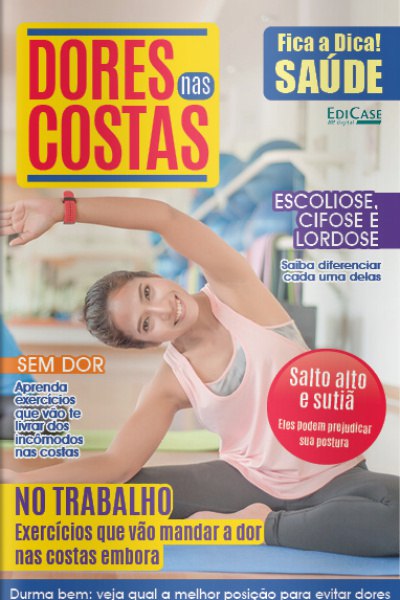 DORES nas
COSTAS
Fica a Dica!
SAÚDE
EDICASE
digital
ESCOLIOSE,
CIFOSE E
LORDOSE
Saiba diferenciar
cada uma delas
SEM DOR
Aprenda
exercícios
que vão te
livrar dos
incômodos
nas costas
Salto alto
e sutiã
Eles podem prejudicar
sua postura
NO TRABALHO
Exercícios que vão mandar a dor
nas costas embora
Durma bem: veja qual a melhor posição para evitar dores